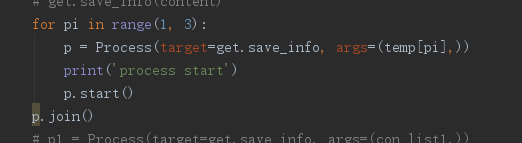 # get.save_info(content)
for pi in range(1, 3):
    p = Process(target=get.save_info, args=(temp[pi],))
    print('process start')
    p.start()
p.join()
# p1 = Process(target=get.save_info, args=(con_list1,))